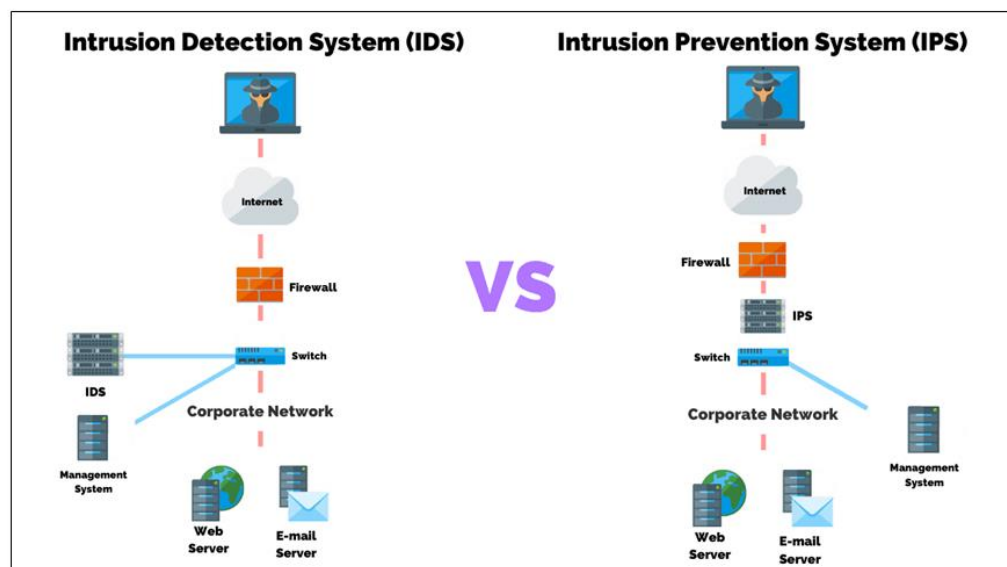 Intrusion Detection System (IDS)
Internet
Firewall
Switch
IDS
Corporate Network
Management
System
Web
Server
E-mail
Server
VS
Intrusion Prevention System (IPS)
Internet
Firewall
IPS
Switch
Corporate Network
Management
System
Web
Server
E-mail
Server